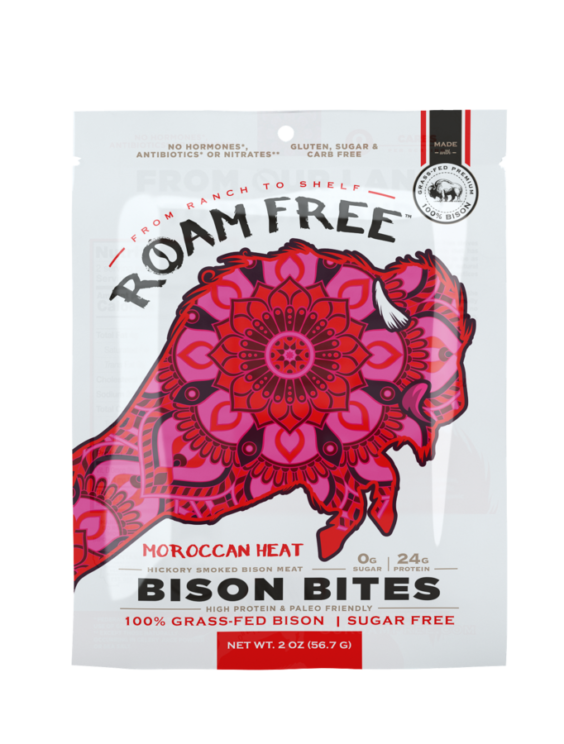 NO HORMONES*,
ANTIBIOTICS* OR NITRATES**
GLUTEN, SUGAR &
CARB FREE
MADE
with
GRASS-FED PREMIUM
100% BISON
FROM RANCH TO SHELF
ROAM FREE™
MOROCCAN HEAT
HICKORY SMOKED BISON MEAT
0G
SUGAR
24G
PROTEIN
BISON BITES
HIGH PROTEIN & PALEO FRIENDLY
100% GRASS-FED BISON | SUGAR FREE
NET WT. 2 OZ (56.7 G)